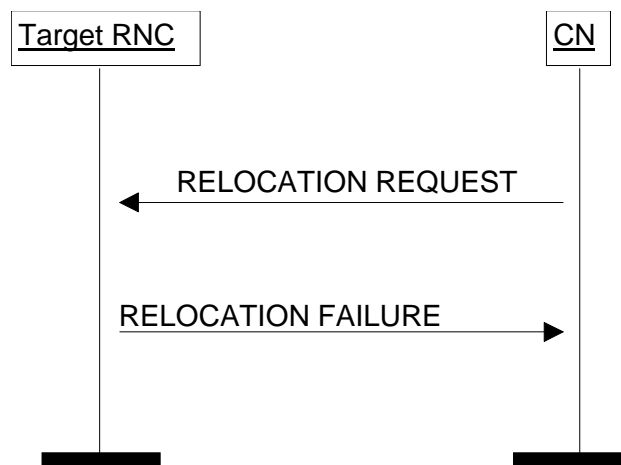 Target RNC
CN
RELOCATION REQUEST
RELOCATION FAILURE